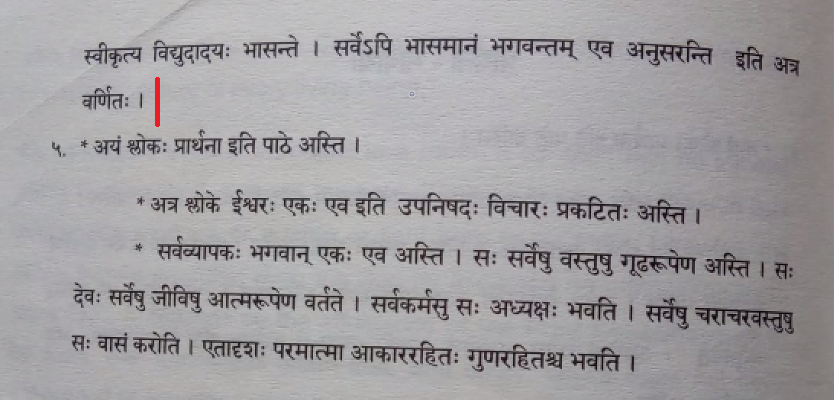 स्वीकृत्य विद्युदादयः भासन्ते । सर्वेऽपि भासमानं भगवन्तम् एव अनुसरन्ति इति अत्र
वर्णितः ।
५. * अयं श्लोकः प्रार्थना इति पाठे अस्ति ।
* अत्र श्लोके ईश्वरः एकः एव इति उपनिषदः विचारः प्रकटितः अस्ति ।
* सर्वव्यापकः भगवान् एकः एव अस्ति । सः सर्वेषु वस्तुषु गूढरूपेण अस्ति । सः
देवः सर्वेषु जीविषु आत्मरूपेण वर्तते । सर्वकर्मसु सः अध्यक्षः भवति । सर्वेषु चराचरवस्तुषु
सः वासं करोति । एतादृशः परमात्मा आकाररहितः गुणरहितश्च भवति ।